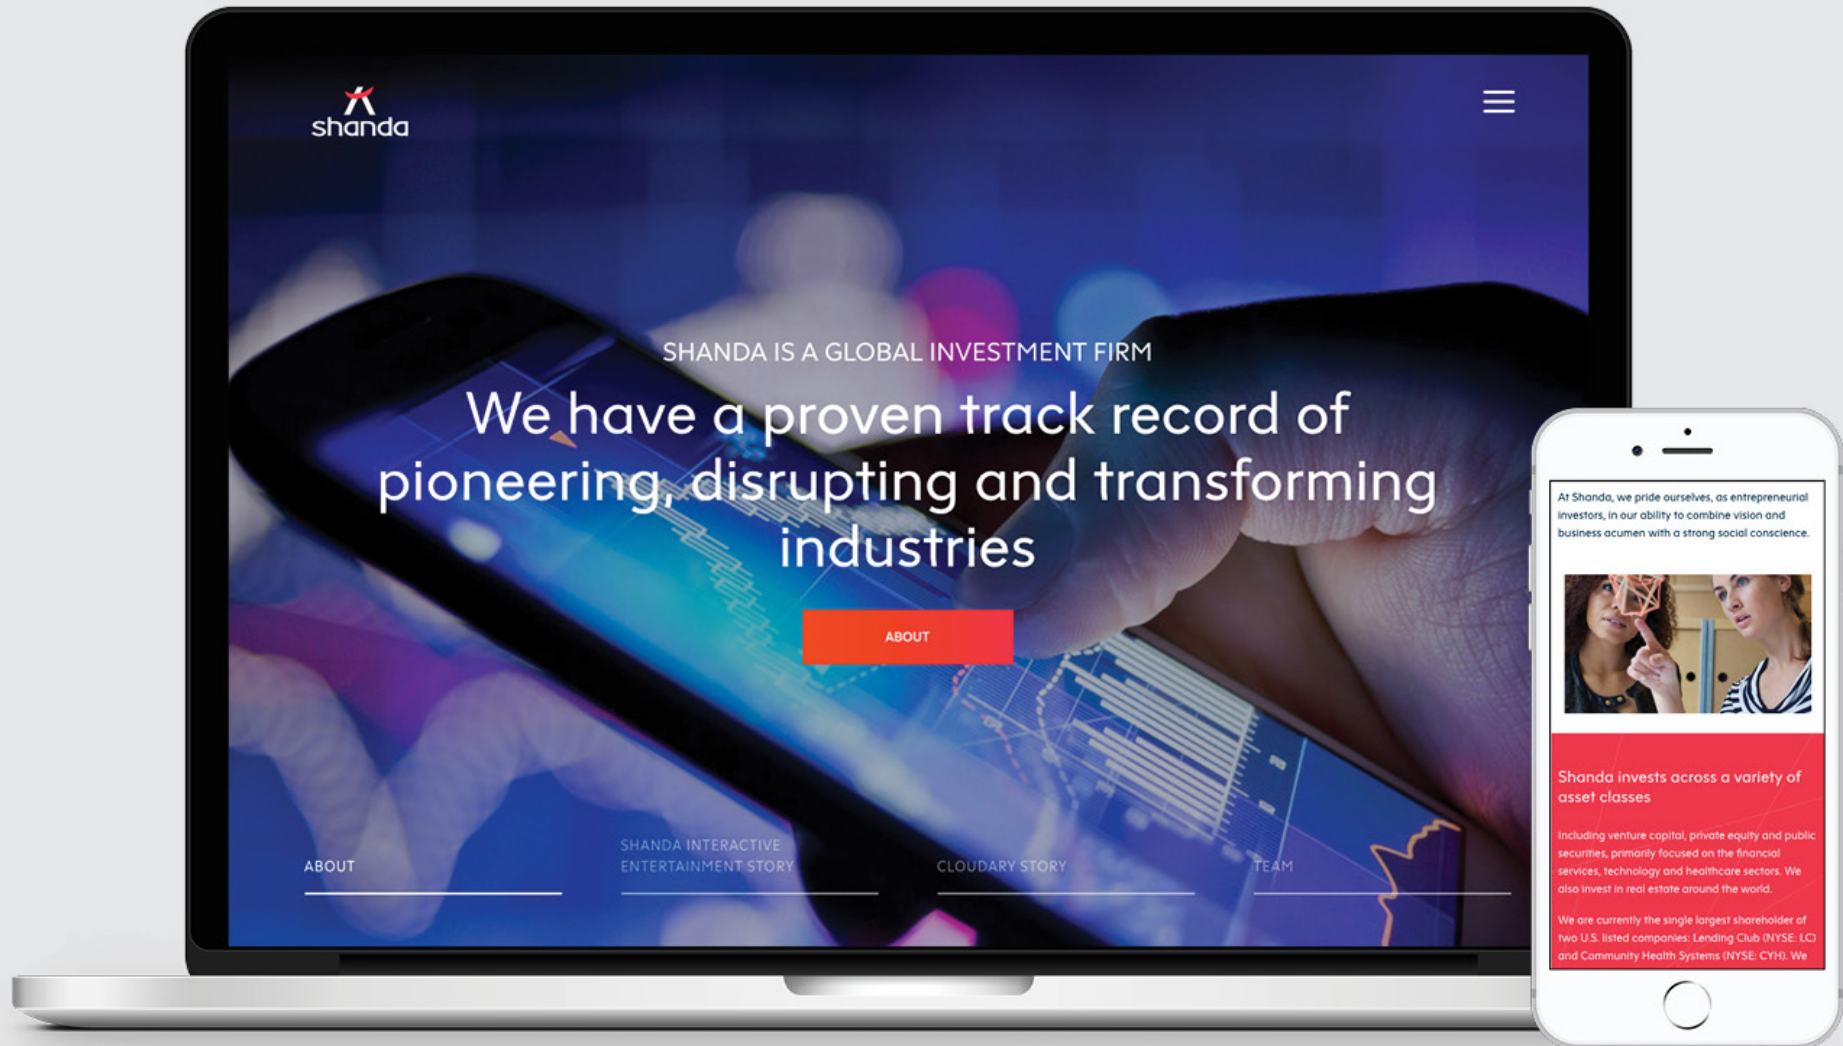 shanda
SHANDA IS A GLOBAL INVESTMENT FIRM
We have a proven track record of
pioneering, disrupting and transforming
industries
ABOUT
ABOUT
SHANDA INTERACTIVE
ENTERTAINMENT STORY
CLOUDARY STORY
TEAM
At Shanda, we pride ourselves, as entrepreneurial
investors, in our ability to combine vision and
business acumen with a strong social conscience.
Shanda invests across a variety of
asset classes
Including venture capital, private equity and public
securities, primarily focused on the financial
services, technology and healthcare sectors. We
also invest in real estate around the world.
We are currently the single largest shareholder of
two U.S. listed companies: Lending Club (NYSE: LC)
and Community Health Systems (NYSE: CYH). We